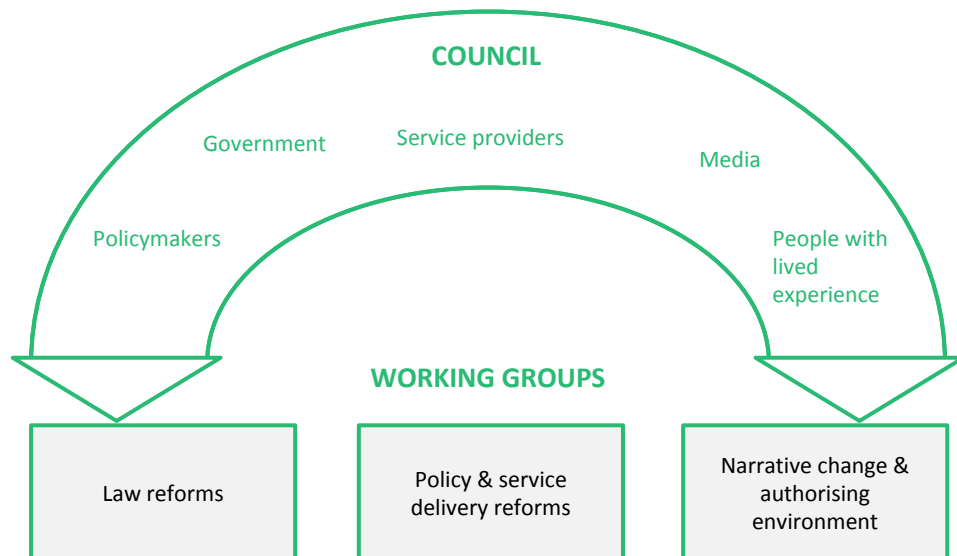 COUNCIL
Government
Service providers
Media
Policymakers
People with
lived
experience
WORKING GROUPS
Law reforms
Policy & service
delivery reforms
Narrative change &
authorising
environment